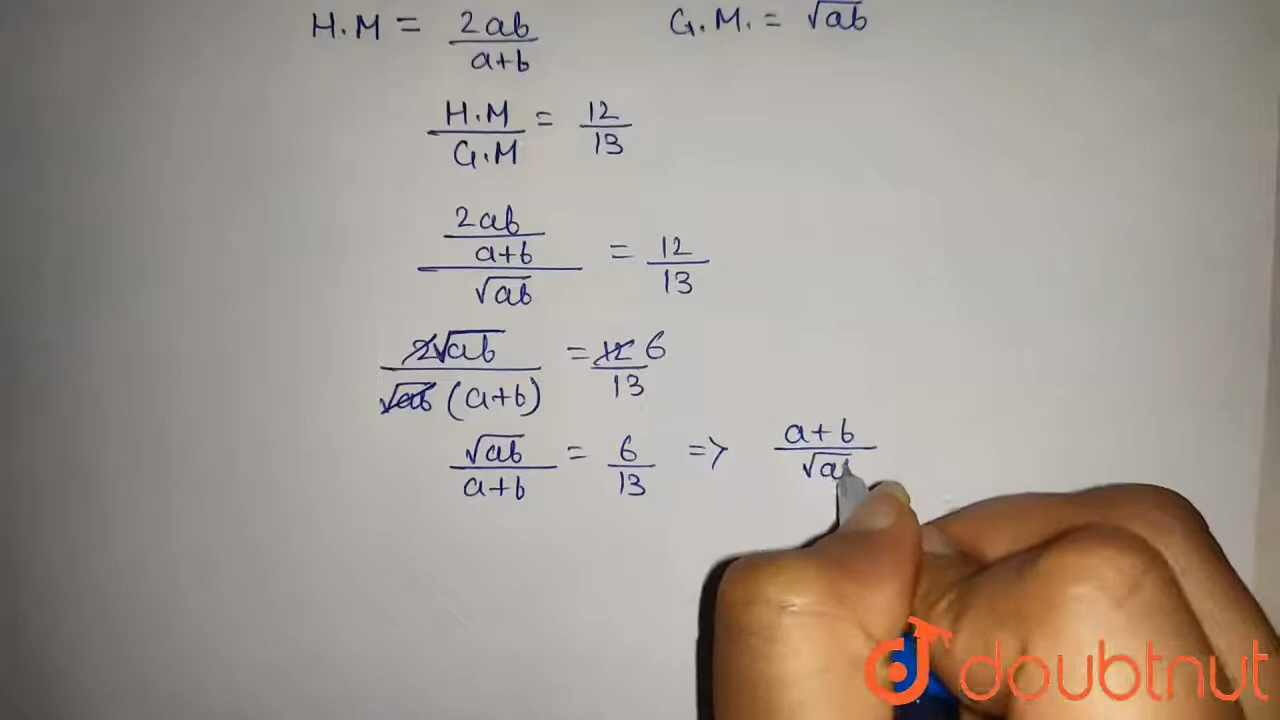 H.M = 2ab / a+b    G.M. = √ab
H.M / G.M = 12 / 13
2ab / a+b / √ab = 12 / 13
2√ab / √ab (a+b) = 12 6 / 13
√ab / a+b = 6 / 13 => a+b / √a
doubtnut